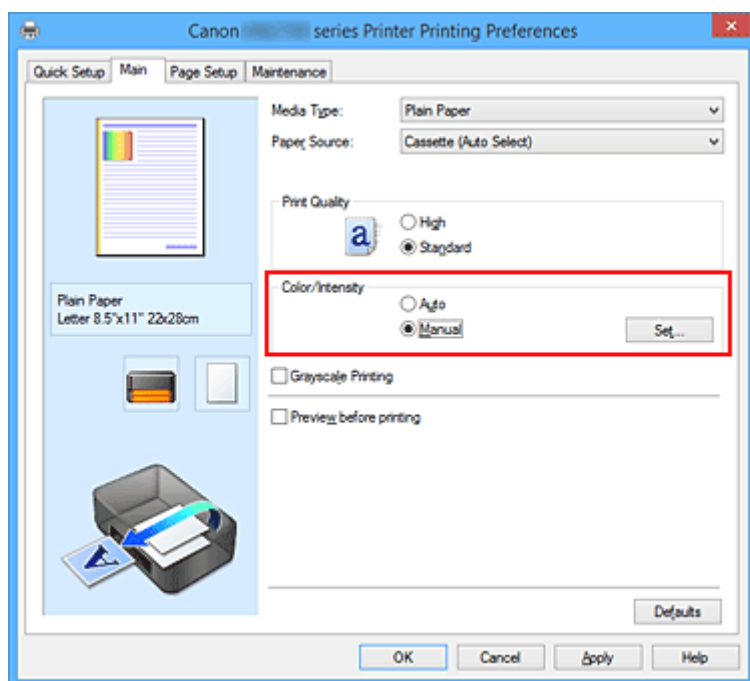 Canon series Printer Printing Preferences
Quick Setup Main Page Setup Maintenance
Media Type: Plain Paper
Paper Source: Cassette (Auto Select)
Print Quality
a
High
Standard
Color/Intensity
Auto
Manual Set...
Plain Paper
Letter 8.5"x11" 22x28cm
Grayscale Printing
Preview before printing
A
Defaults
OK Cancel Apply Help